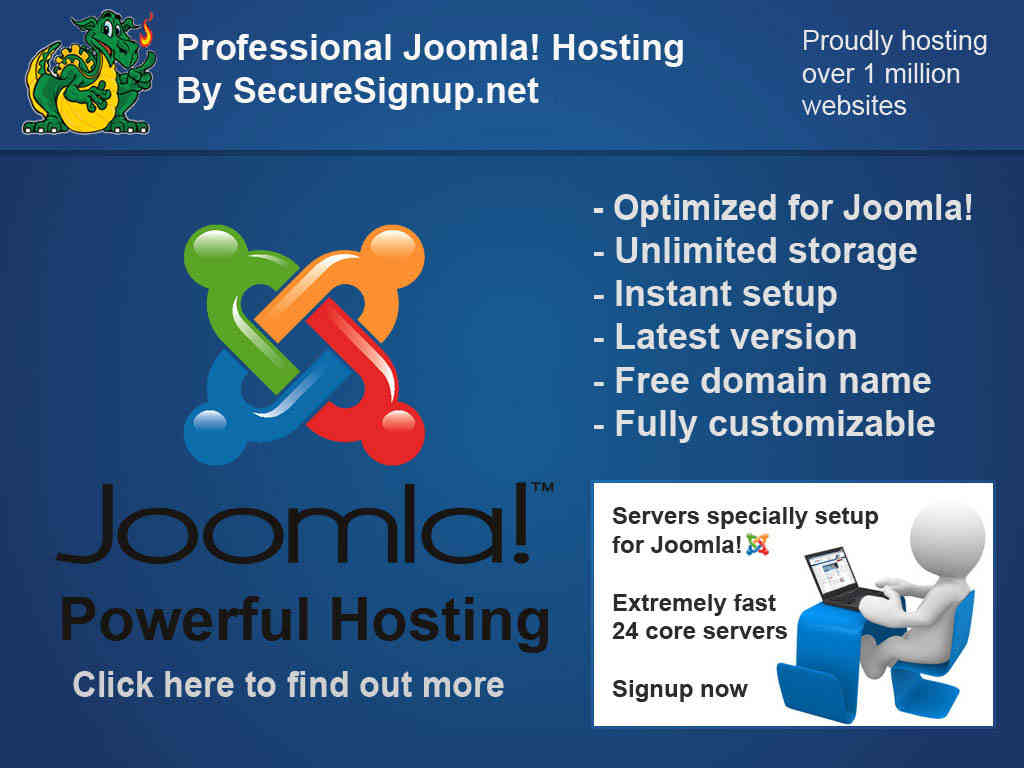 Professional Joomla! Hosting
By SecureSignup.net
Proudly hosting
over 1 million
websites
- Optimized for Joomla!
- Unlimited storage
- Instant setup
- Latest version
- Free domain name
- Fully customizable
Joomla!™
Powerful Hosting
Click here to find out more
Servers specially setup
for Joomla!
Extremely fast
24 core servers
Signup now